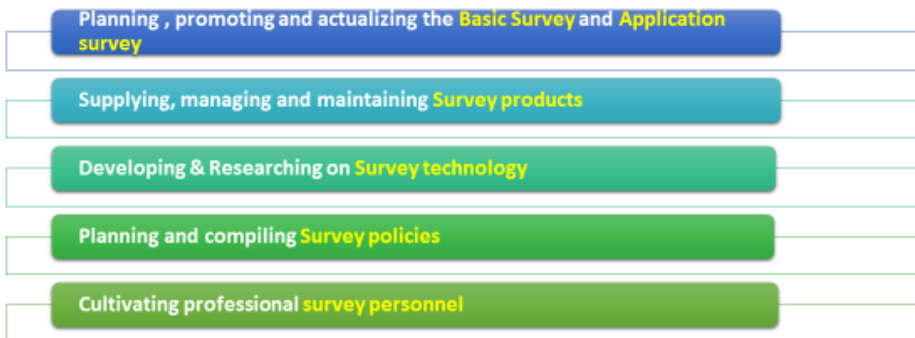 Planning , promoting and actualizing the Basic Survey and Application
survey
Supplying, managing and maintaining Survey products
Developing & Researching on Survey technology
Planning and compiling Survey policies
Cultivating professional survey personnel